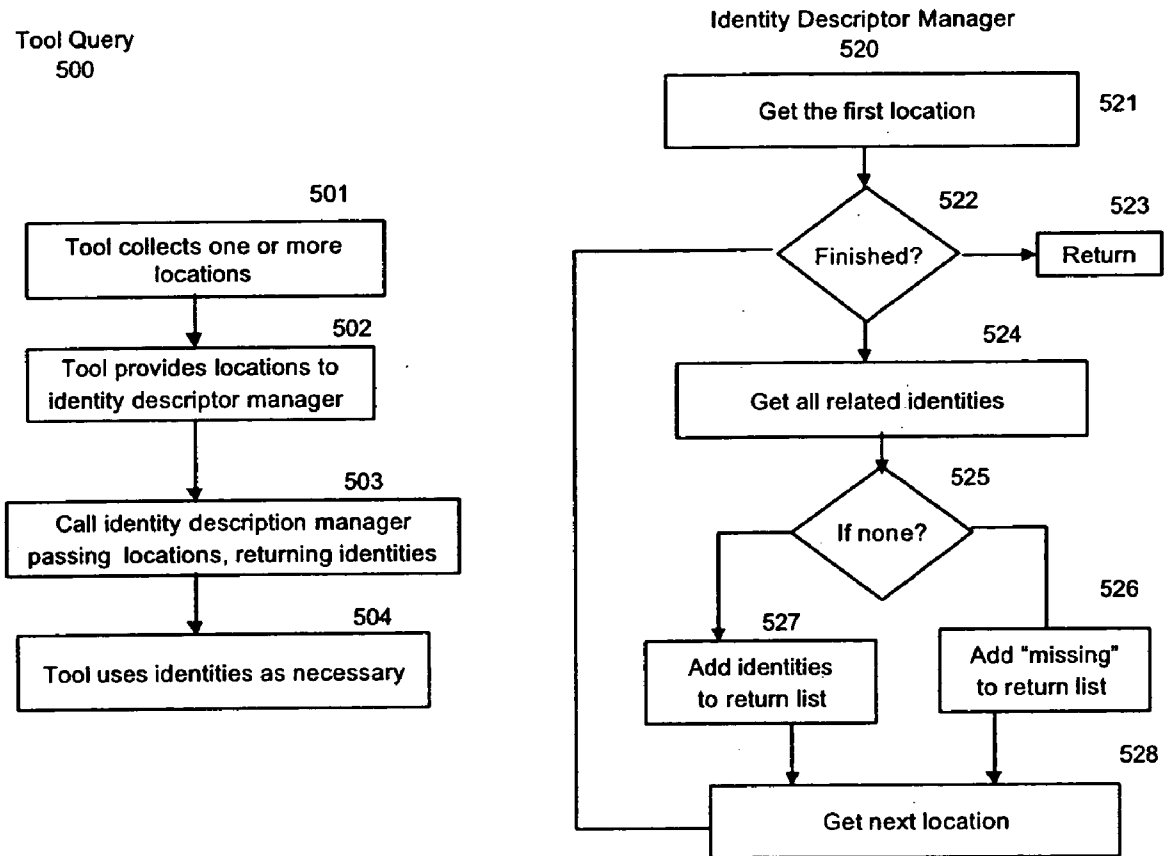 Tool Query
500
501
Tool collects one or more
locations
502
Tool provides locations to
identity descriptor manager
503
Call identity description manager
passing locations, returning identities
504
Tool uses identities as necessary
Identity Descriptor Manager
520
521
Get the first location
522
Finished?
523
Return
524
Get all related identities
525
If none?
526
Add "missing"
to return list
527
Add identities
to return list
528
Get next location